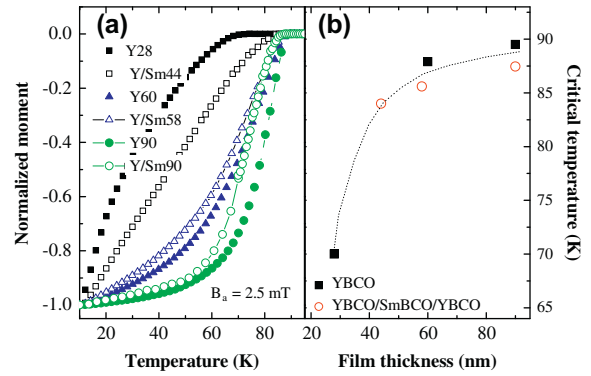 (a)
Y28
Y/Sm44
Y60
Y/Sm58
Y90
Y/Sm90
B_a = 2.5 mT
0.0
-0.2
-0.4
-0.6
-0.8
-1.0
Normalized moment
20 40 60 80
Temperature (K)
(b)
YBCO
YBCO/SmBCO/YBCO
20 40 60 80
Film thickness (nm)
90
85
80
75
70
65
Critical temperature (K)